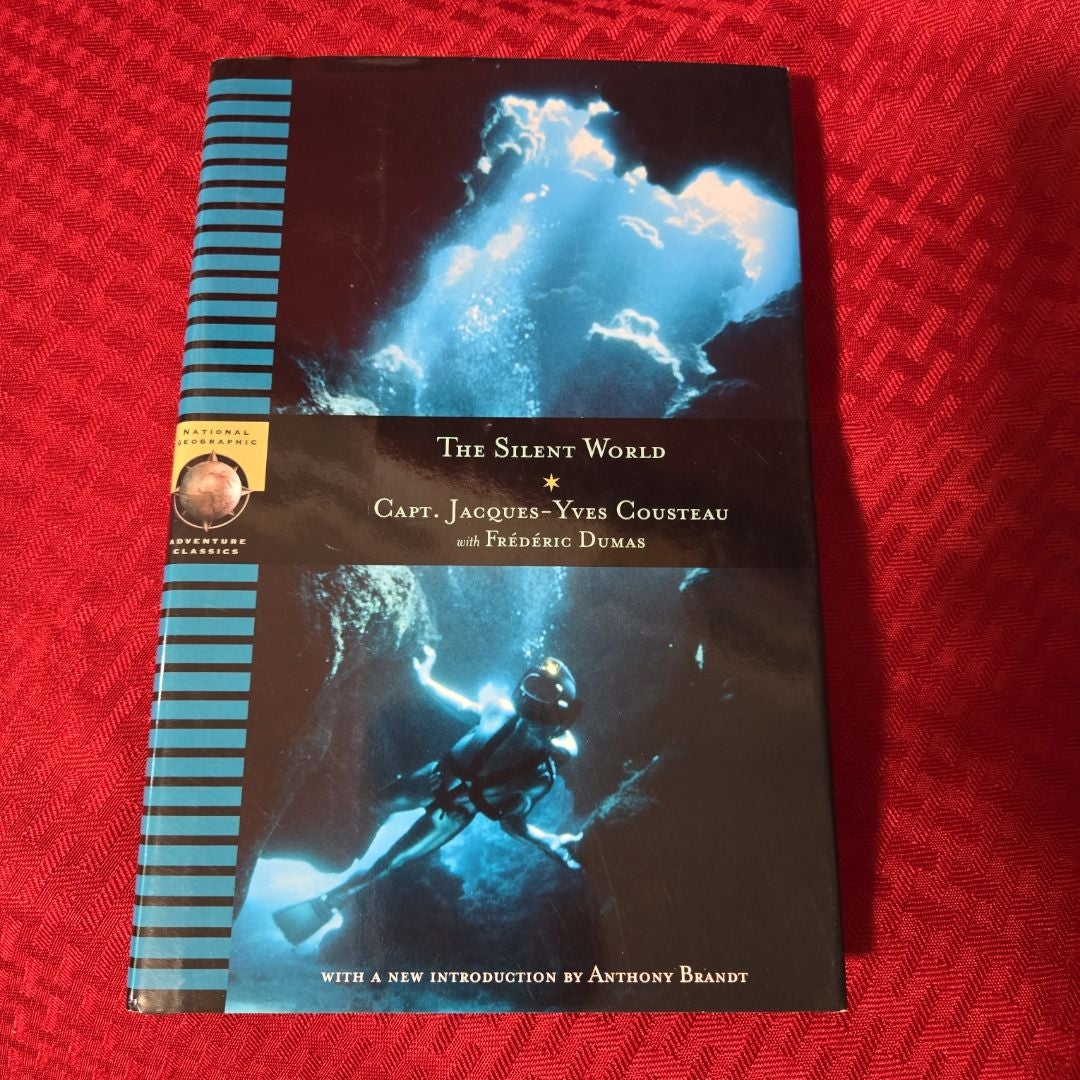 The Silent World
Capt. Jacques-Yves Cousteau
with Frédéric Dumas
NATIONAL
GEOGRAPHIC
ADVENTURE
CLASSICS
with a new introduction by Anthony Brandt